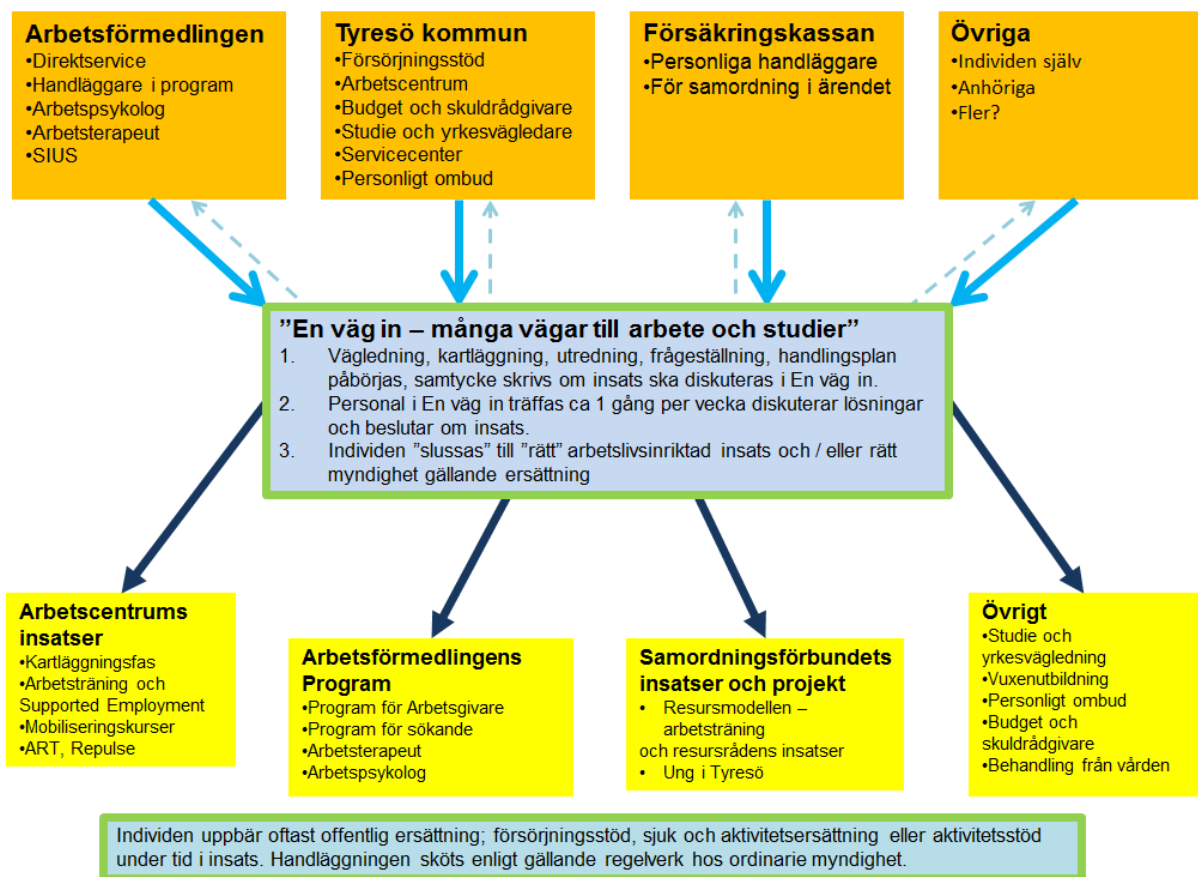 Arbetsförmedlingen
•Direktservice
•Handläggare i program
•Arbetspsykolog
•Arbetsterapeut
•SIUS
Tyresö kommun
•Försörjningsstöd
•Arbetscentrum
•Budget och skuldrådgivare
•Studie och yrkesvägledare
•Servicecenter
•Personligt ombud
Försäkringskassan
•Personliga handläggare
•För samordning i ärendet
Övriga
•Individen själv
•Anhöriga
•Fler?
”En väg in – många vägar till arbete och studier”
1. Vägledning, kartläggning, utredning, frågeställning, handlingsplan
påbörjas, samtycke skrivs om insats ska diskuteras i En väg in.
2. Personal i En väg in träffas ca 1 gång per vecka diskuterar lösningar
och beslutar om insats.
3. Individen ”slussas” till ”rätt” arbetslivsinriktad insats och / eller rätt
myndighet gällande ersättning
Arbetscentrums
insatser
•Kartläggningsfas
•Arbetsträning och
Supported Employment
•Mobiliseringskurser
•ART, Repulse
Arbetsförmedlingens
Program
•Program för Arbetsgivare
•Program för sökande
•Arbetsterapeut
•Arbetspsykolog
Samordningsförbundets
insatser och projekt
• Resursmodellen –
arbetsträning
och resursrådens insatser
• Ung i Tyresö
Övrigt
•Studie och
yrkesvägledning
•Vuxenutbildning
•Personligt ombud
•Budget och
skuldrådgivare
•Behandling från vården
Individen uppbär oftast offentlig ersättning; försörjningsstöd, sjuk och aktivitetsersättning eller aktivitetsstöd
under tid i insats. Handläggningen sköts enligt gällande regelverk hos ordinarie myndighet.